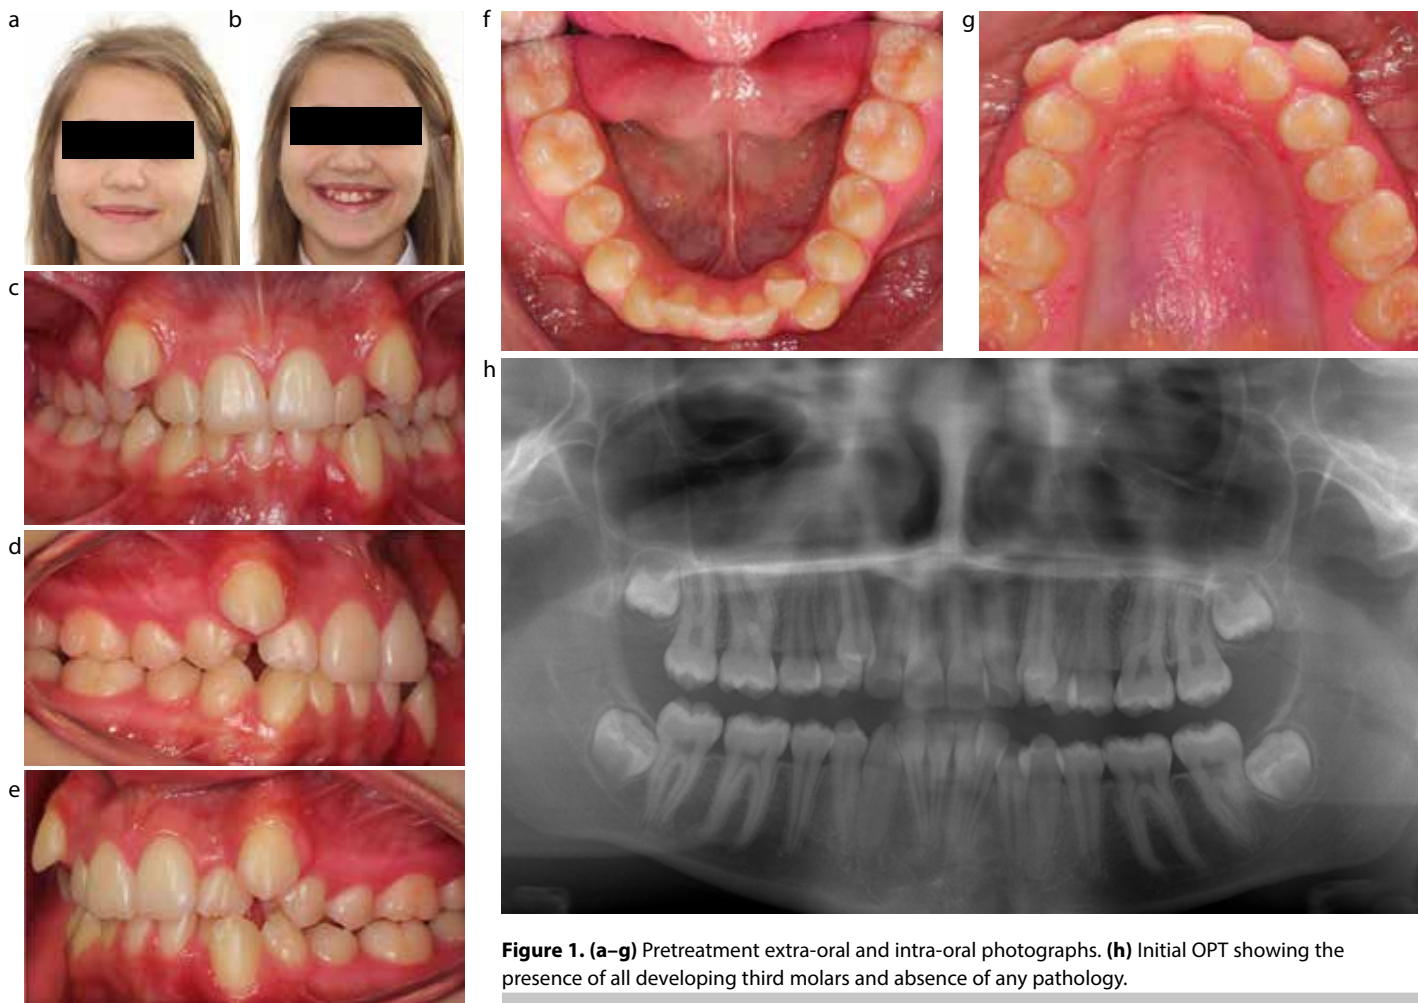 a
b
c
d
e
f
g
h
Figure 1. (a–g) Pretreatment extra-oral and intra-oral photographs. (h) Initial OPT showing the
presence of all developing third molars and absence of any pathology.